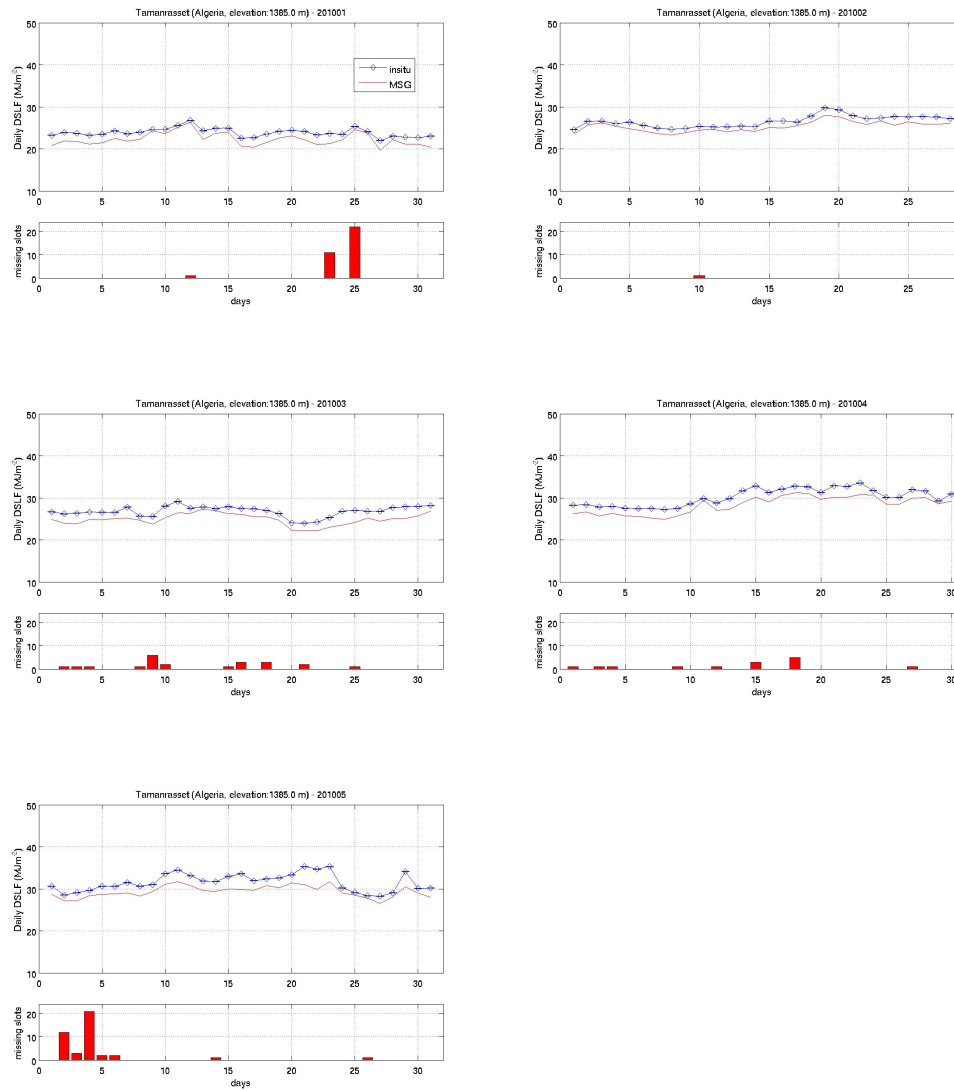 Tamanrasset (Algeria, elevation:1385.0 m) - 201001
50
40
30
20
10
Daily DSLF (MJm-2)
insitu
MSG
0 5 10 15 20 25 30
20
10
0
missing slots
0 5 10 15 20 25 30
days
Tamanrasset (Algeria, elevation:1385.0 m) - 201002
50
40
30
20
10
Daily DSLF (MJm-2)
0 5 10 15 20 25
20
10
0
missing slots
0 5 10 15 20 25
days
Tamanrasset (Algeria, elevation:1385.0 m) - 201003
50
40
30
20
10
Daily DSLF (MJm-2)
0 5 10 15 20 25 30
20
10
0
missing slots
0 5 10 15 20 25 30
days
Tamanrasset (Algeria, elevation:1385.0 m) - 201004
50
40
30
20
10
Daily DSLF (MJm-2)
0 5 10 15 20 25 30
20
10
0
missing slots
0 5 10 15 20 25 30
days
Tamanrasset (Algeria, elevation:1385.0 m) - 201005
50
40
30
20
10
Daily DSLF (MJm-2)
0 5 10 15 20 25 30
20
10
0
missing slots
0 5 10 15 20 25 30
days